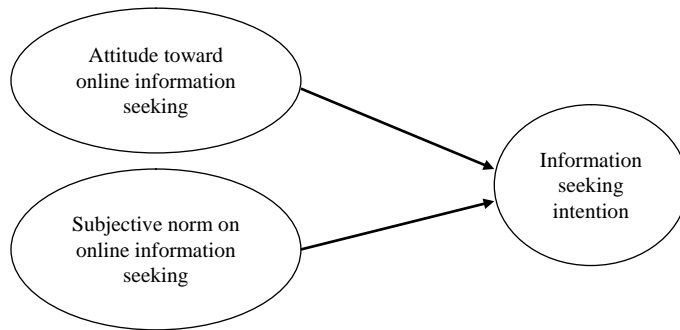 Attitude toward
online information
seeking
Information
seeking
intention
Subjective norm on
online information
seeking